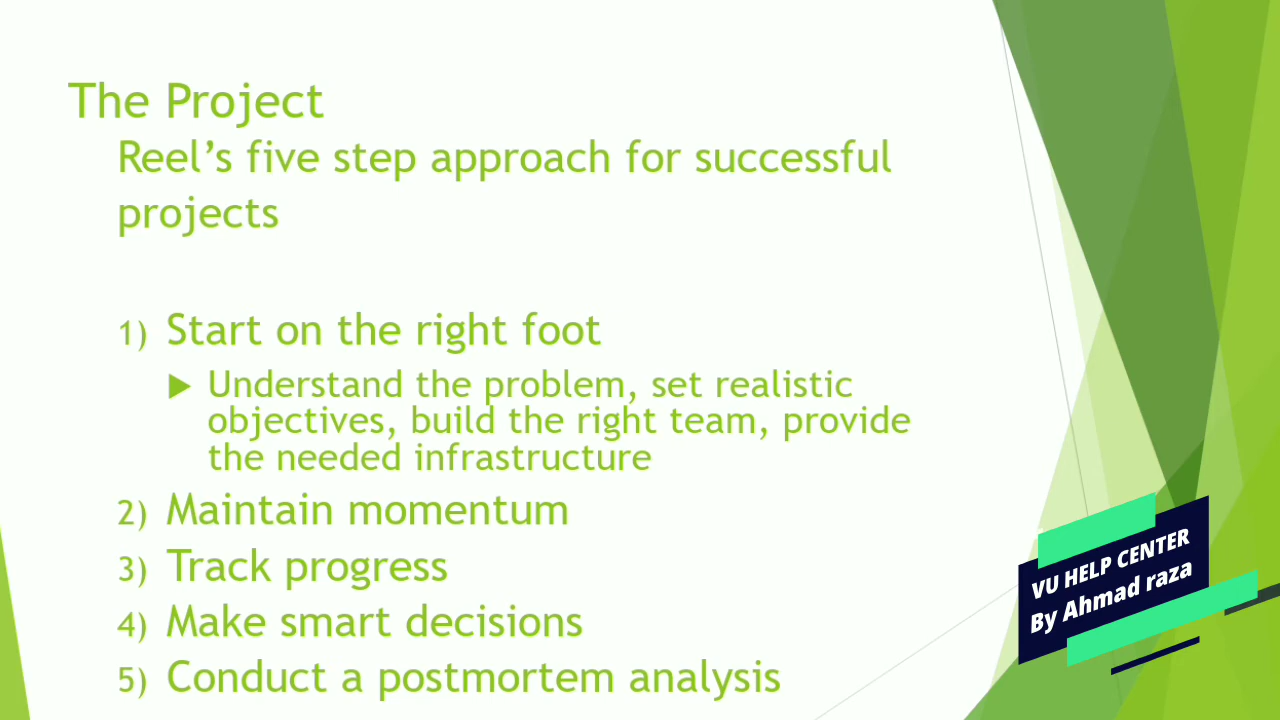 The Project
Reel’s five step approach for successful
projects
1) Start on the right foot
Understand the problem, set realistic
objectives, build the right team, provide
the needed infrastructure
2) Maintain momentum
3) Track progress
4) Make smart decisions
5) Conduct a postmortem analysis
VU HELP CENTER
By Ahmad raza